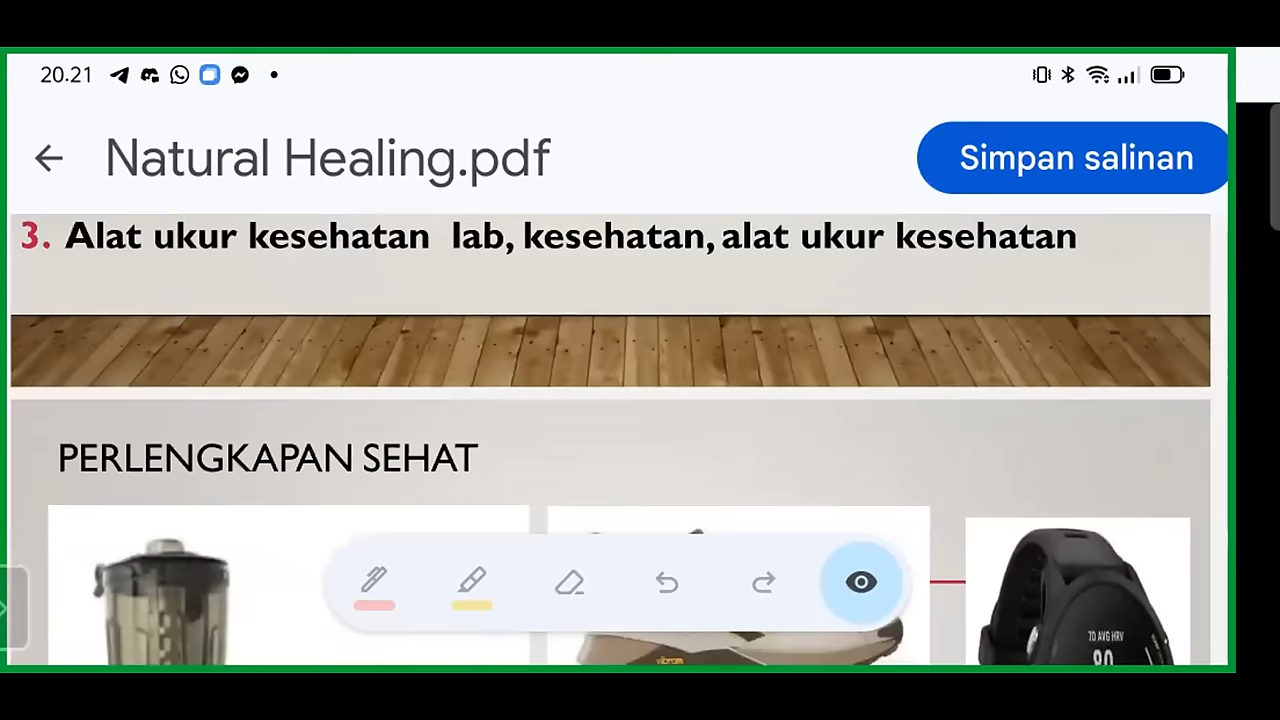 20.21
Natural Healing.pdf
Simpan salinan
3. Alat ukur kesehatan lab, kesehatan, alat ukur kesehatan
PERLENGKAPAN SEHAT
vibram
7D AVG HRV
80